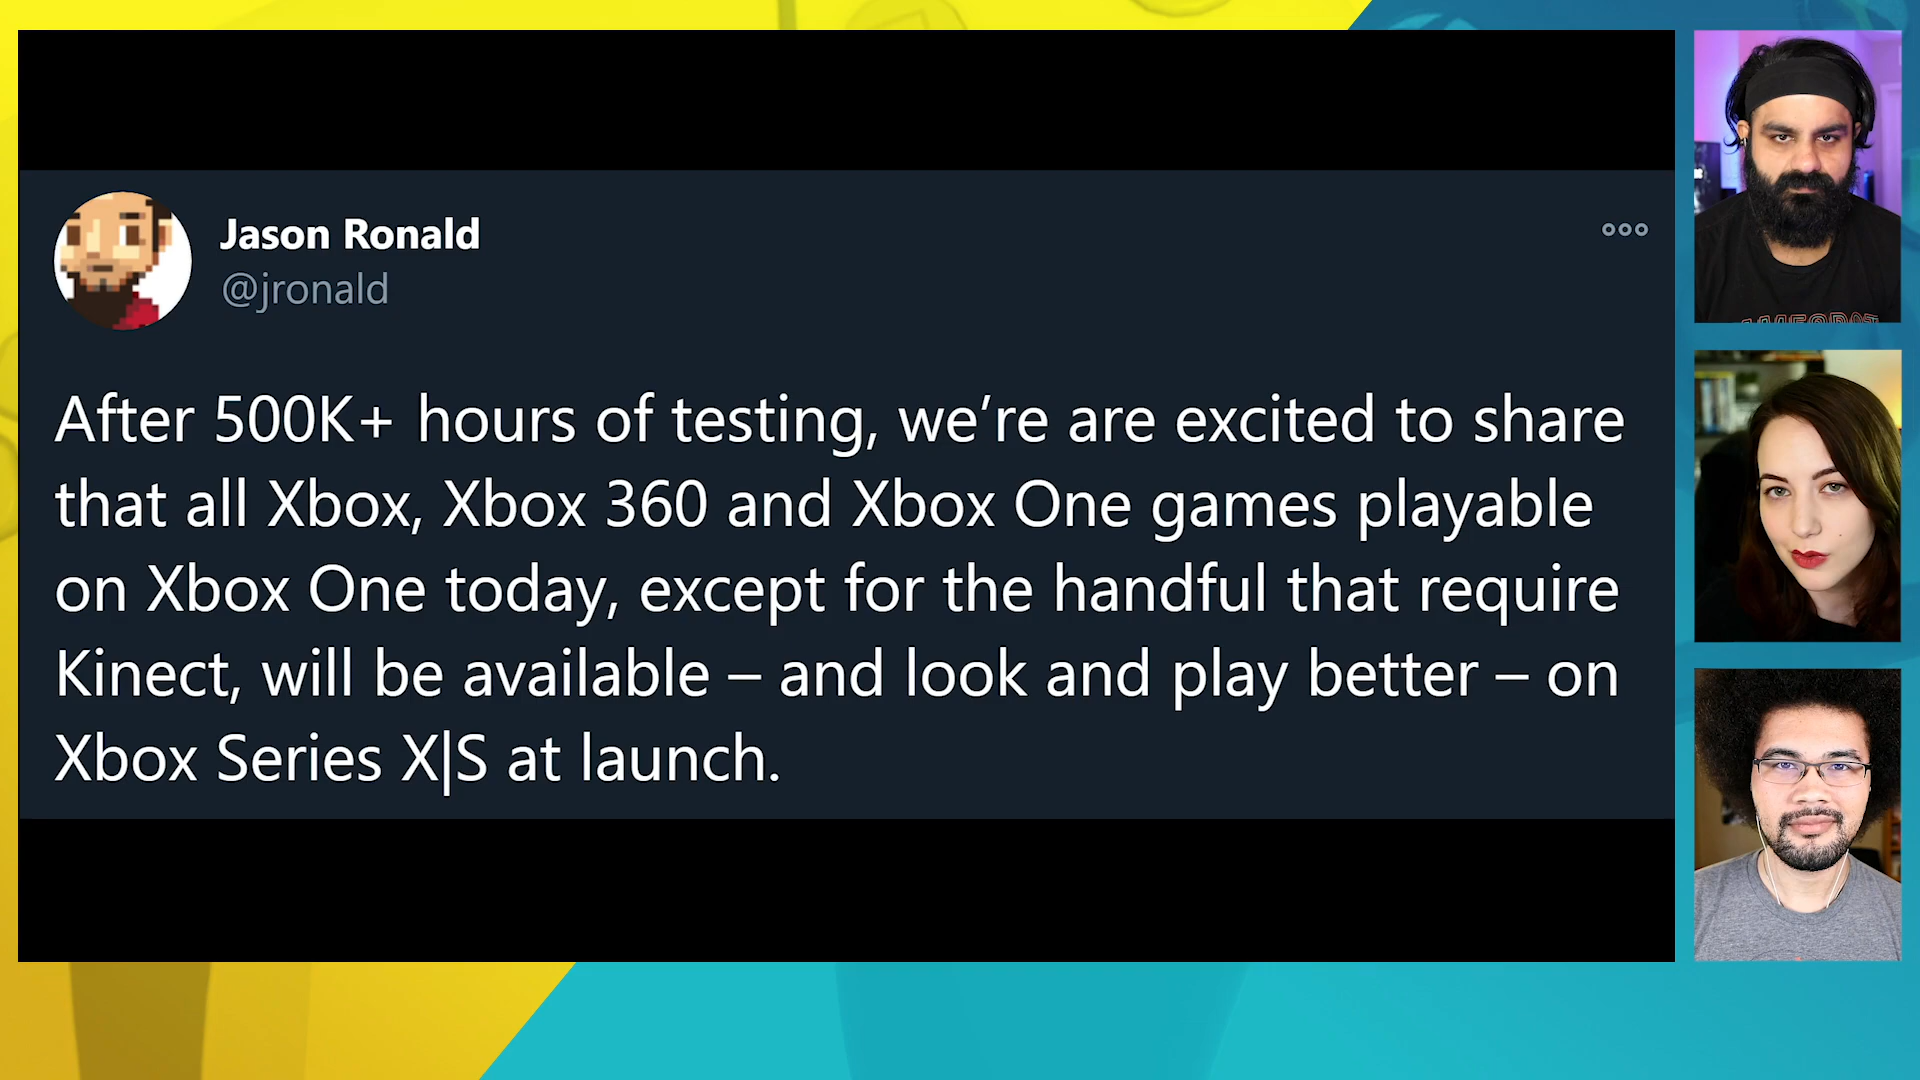 Jason Ronald
@jronald
After 500K+ hours of testing, we’re are excited to share
that all Xbox, Xbox 360 and Xbox One games playable
on Xbox One today, except for the handful that require
Kinect, will be available – and look and play better – on
Xbox Series X|S at launch.